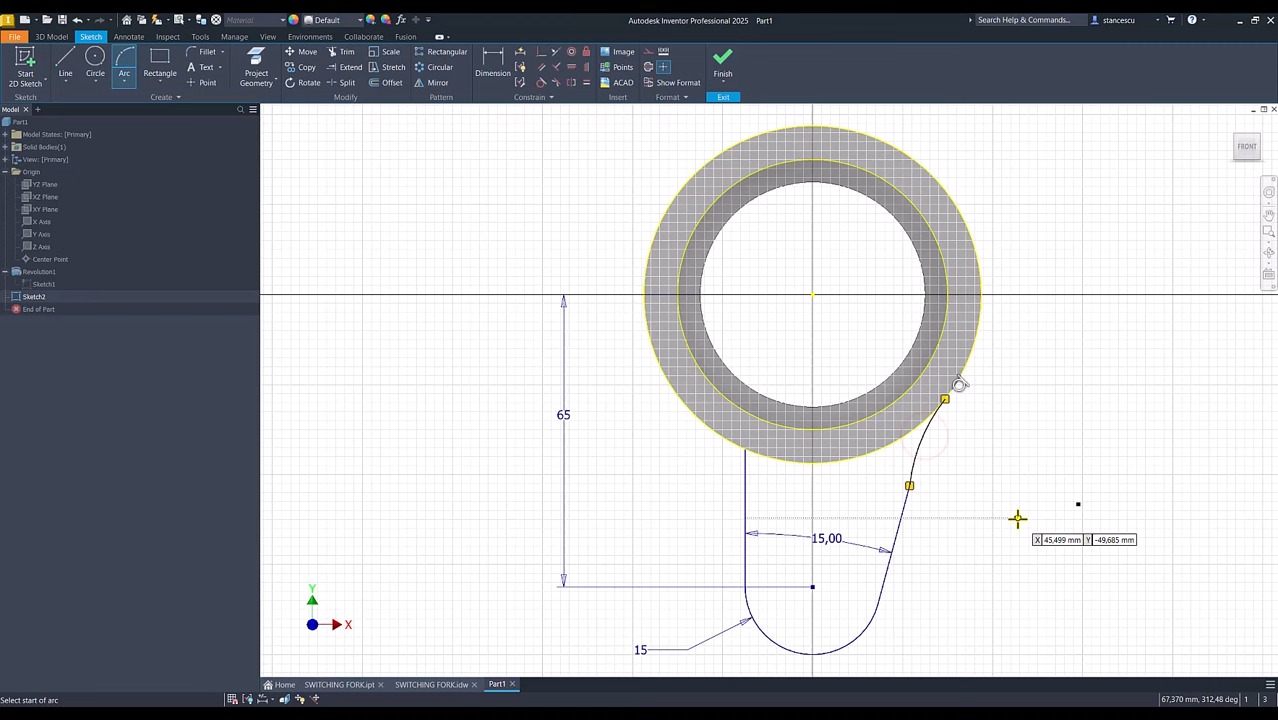 Material
Default
Autodesk Inventor Professional 2025 Part1
Search Help & Commands...
stancescu
File
3D Model
Sketch
Annotate
Inspect
Tools
Manage
View
Environments
Collaborate
Fusion
Start
2D Sketch
Line
Circle
Arc
Rectangle
Fillet
Text
Point
Project
Geometry
Move
Copy
Rotate
Trim
Extend
Split
Scale
Stretch
Offset
Rectangular
Circular
Mirror
Dimension
Image
Points
ACAD
Show Format
Finish
Create
Modify
Pattern
Constrain
Insert
Format
Exit
Model
Part1
Model States: [Primary]
Solid Bodies(1)
View: [Primary]
Origin
YZ Plane
XZ Plane
XY Plane
X Axis
Y Axis
Z Axis
Center Point
Revolution1
Sketch1
Sketch2
End of Part
FRONT
65
15,00
15
X 45,499 mm Y -49,685 mm
Y
X
Home
SWITCHING FORK.ipt
SWITCHING FORK.idw
Part1
Select start of arc
67,370 mm, 312,48 deg 1 3